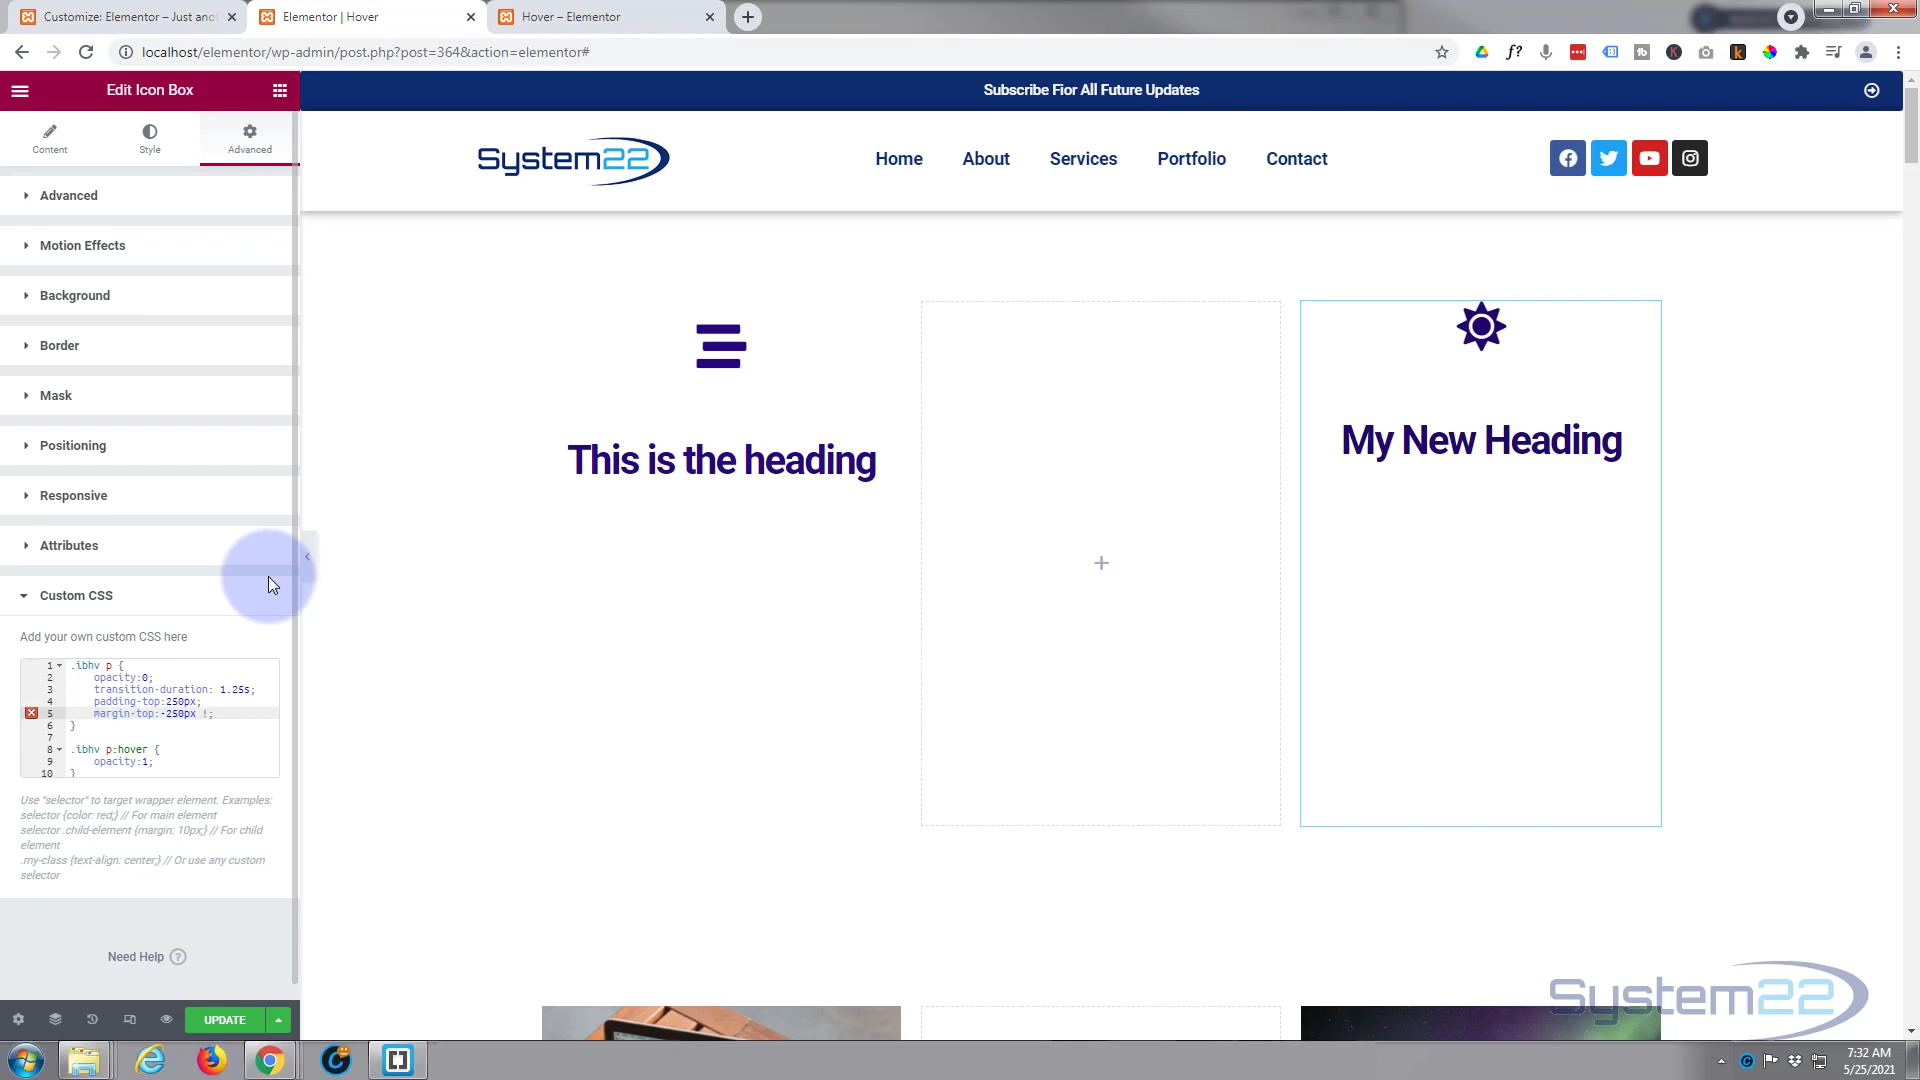 Customize: Elementor – Just anot
Elementor | Hover
Hover – Elementor
localhost/elementor/wp-admin/post.php?post=364&action=elementor#
Edit Icon Box
Content
Style
Advanced
Advanced
Motion Effects
Background
Border
Mask
Positioning
Responsive
Attributes
Custom CSS
Add your own custom CSS here
1 .ibhv p {
2 opacity:0;
3 transition-duration: 1.25s;
4 padding-top:250px;
5 margin-top:-250px !;
6 }
7
8 .ibhv p:hover {
9 opacity:1;
10 }
Use "selector" to target wrapper element. Examples:
selector {color: red;} // For main element
selector .child-element {margin: 10px;} // For child
element
.my-class {text-align: center;} // Or use any custom
selector
Need Help ?
UPDATE
Subscribe Fior All Future Updates
System22
Home
About
Services
Portfolio
Contact
This is the heading
My New Heading
System22
7:32 AM
5/25/2021